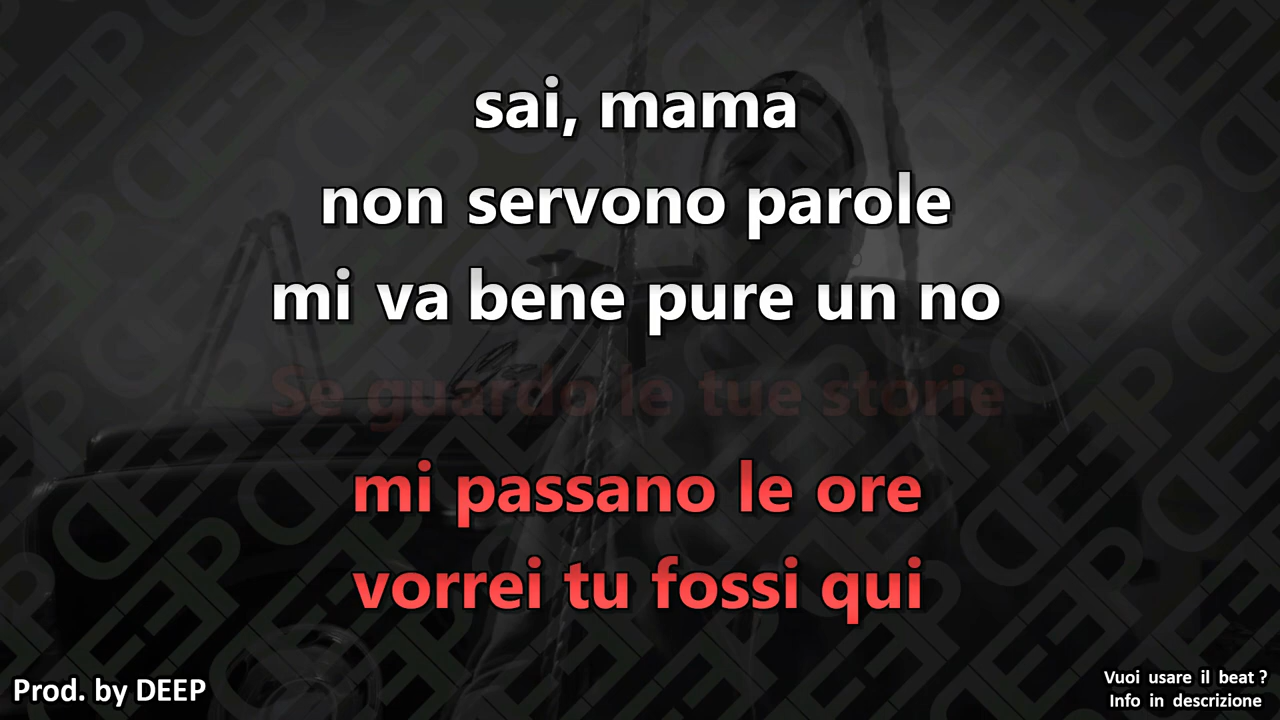 sai, mama
non servono parole
mi va bene pure un no
Se guardo le tue storie
mi passano le ore
vorrei tu fossi qui
Prod. by DEEP
Vuoi usare il beat ?
Info in descrizione